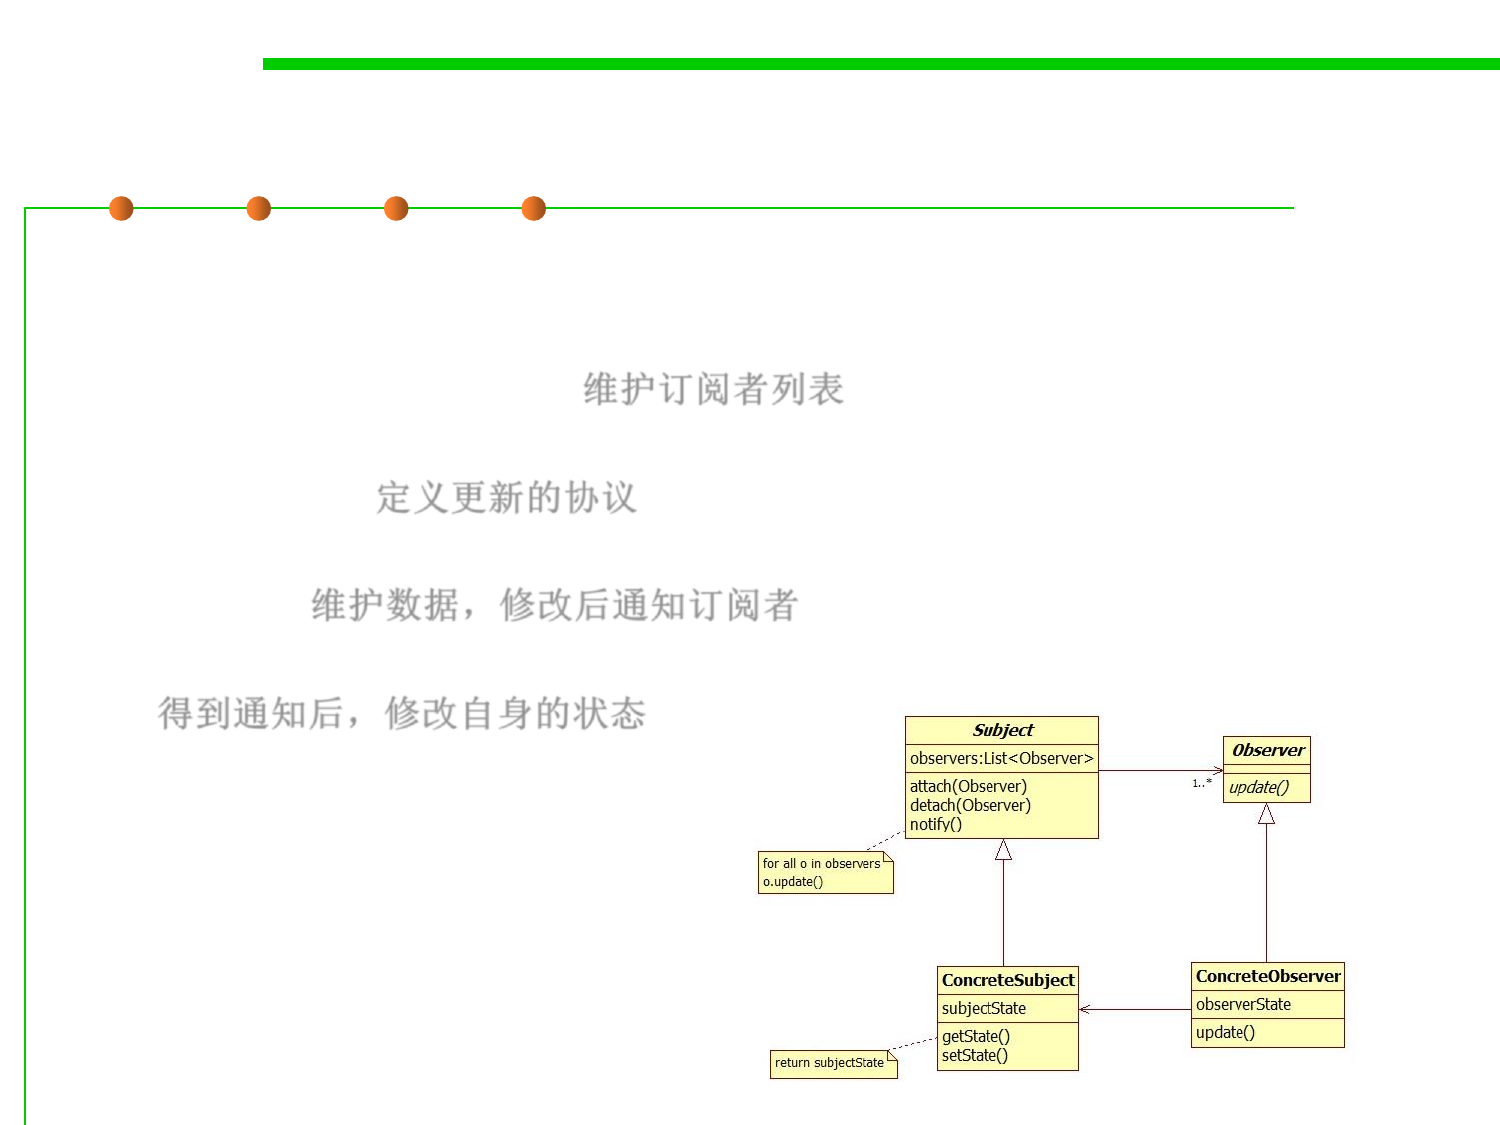 维护订阅者列表
定义更新的协议
维护数据，修改后通知订阅者
得到通知后，修改自身的状态
Subject
observers:List<Observer>
attach(Observer)
detach(Observer)
notify()
Observer
update()
1..*
for all o in observers
o.update()
ConcreteSubject
subjectState
getState()
setState()
ConcreteObserver
observerState
update()
return subjectState